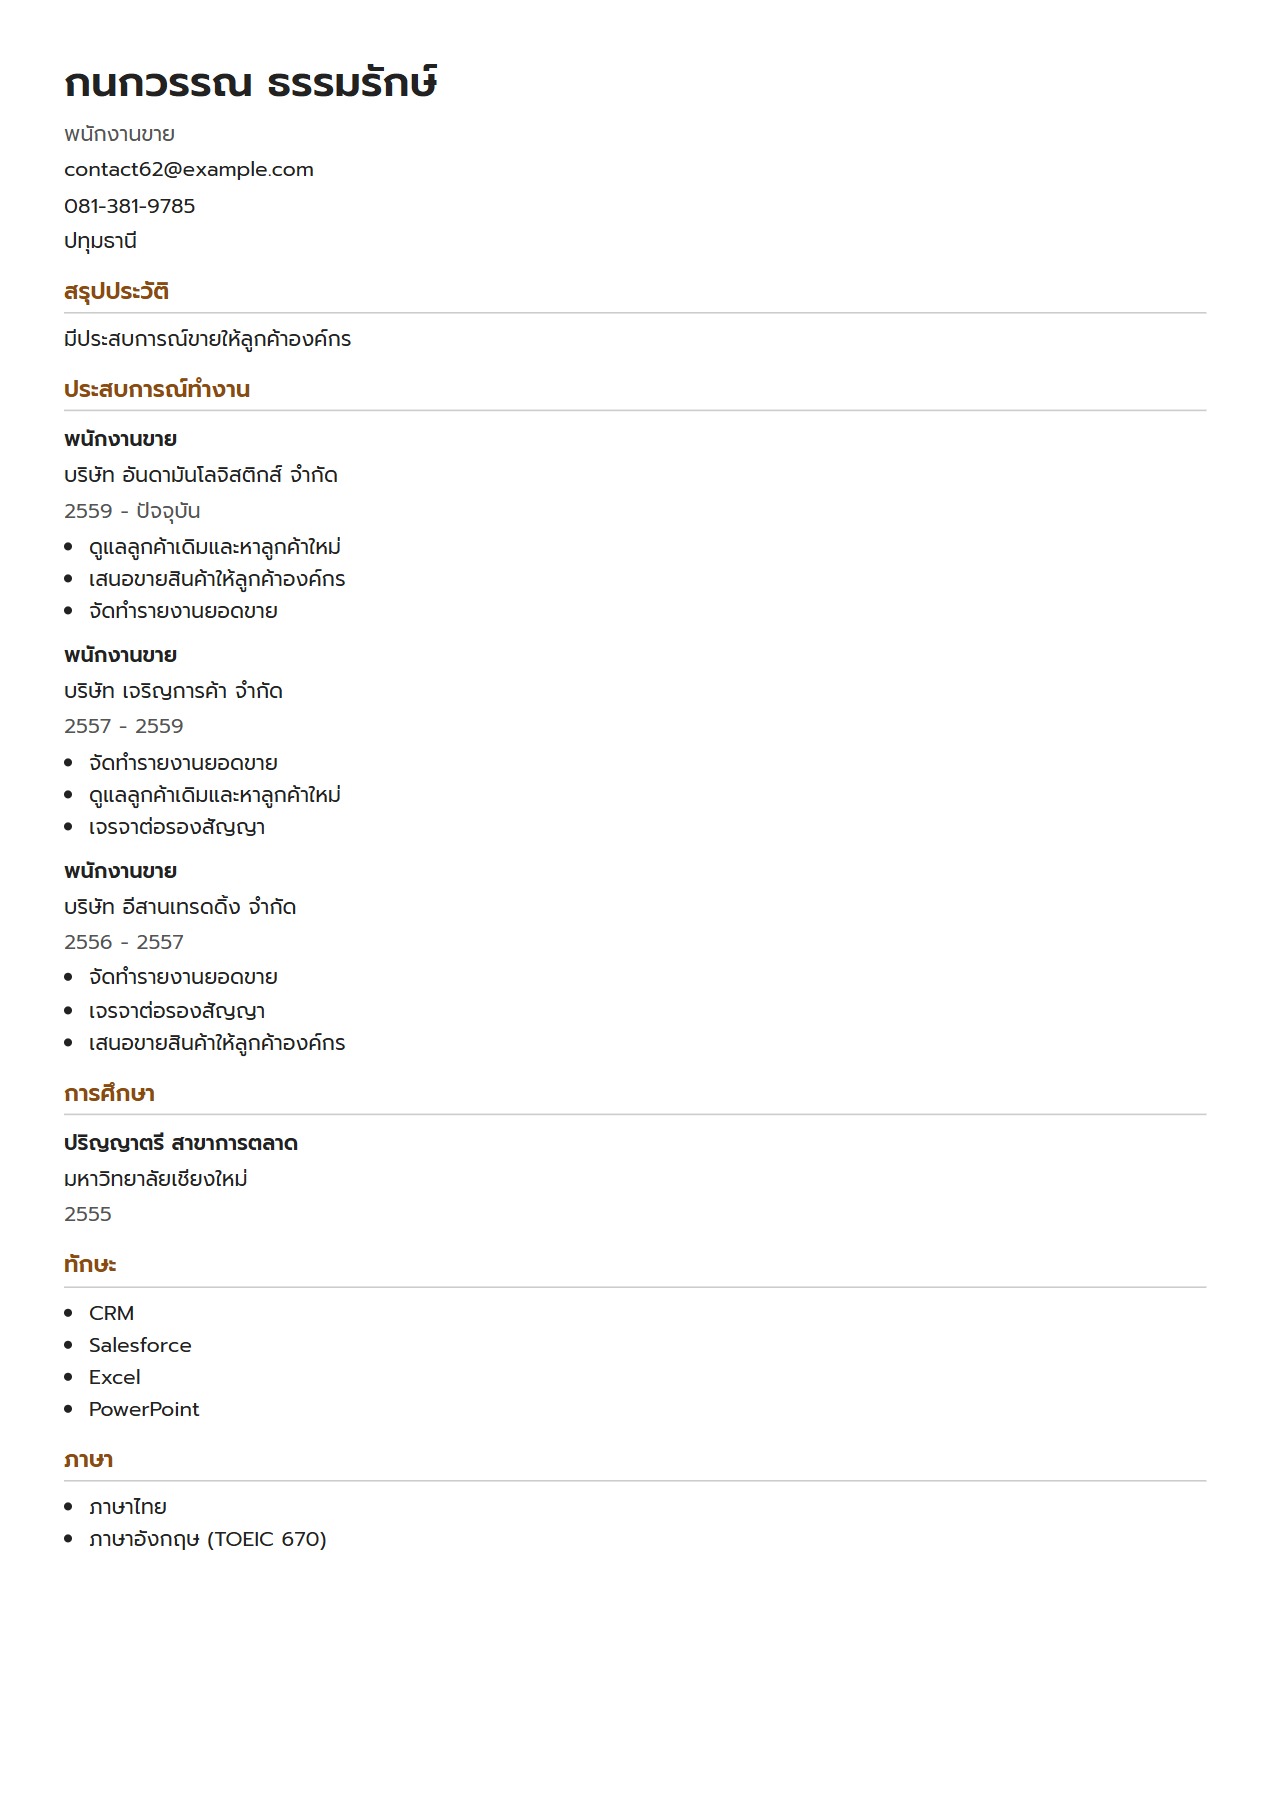 กนกวรรณ ธรรมรักษ์
พนักงานขาย
contact62@example.com
081-381-9785
ปทุมธานี
สรุปประวัติ
มีประสบการณ์ขายให้ลูกค้าองค์กร
ประสบการณ์ทำงาน
พนักงานขาย
บริษัท อันดามันโลจิสติกส์ จำกัด
2559 - ปัจจุบัน
• ดูแลลูกค้าเดิมและหาลูกค้าใหม่
• เสนอขายสินค้าให้ลูกค้าองค์กร
• จัดทำรายงานยอดขาย
พนักงานขาย
บริษัท เจริญการค้า จำกัด
2557 - 2559
• จัดทำรายงานยอดขาย
• ดูแลลูกค้าเดิมและหาลูกค้าใหม่
• เจรจาต่อรองสัญญา
พนักงานขาย
บริษัท อีสานเทรดดิ้ง จำกัด
2556 - 2557
• จัดทำรายงานยอดขาย
• เจรจาต่อรองสัญญา
• เสนอขายสินค้าให้ลูกค้าองค์กร
การศึกษา
ปริญญาตรี สาขาการตลาด
มหาวิทยาลัยเชียงใหม่
2555
ทักษะ
• CRM
• Salesforce
• Excel
• PowerPoint
ภาษา
• ภาษาไทย
• ภาษาอังกฤษ (TOEIC 670)